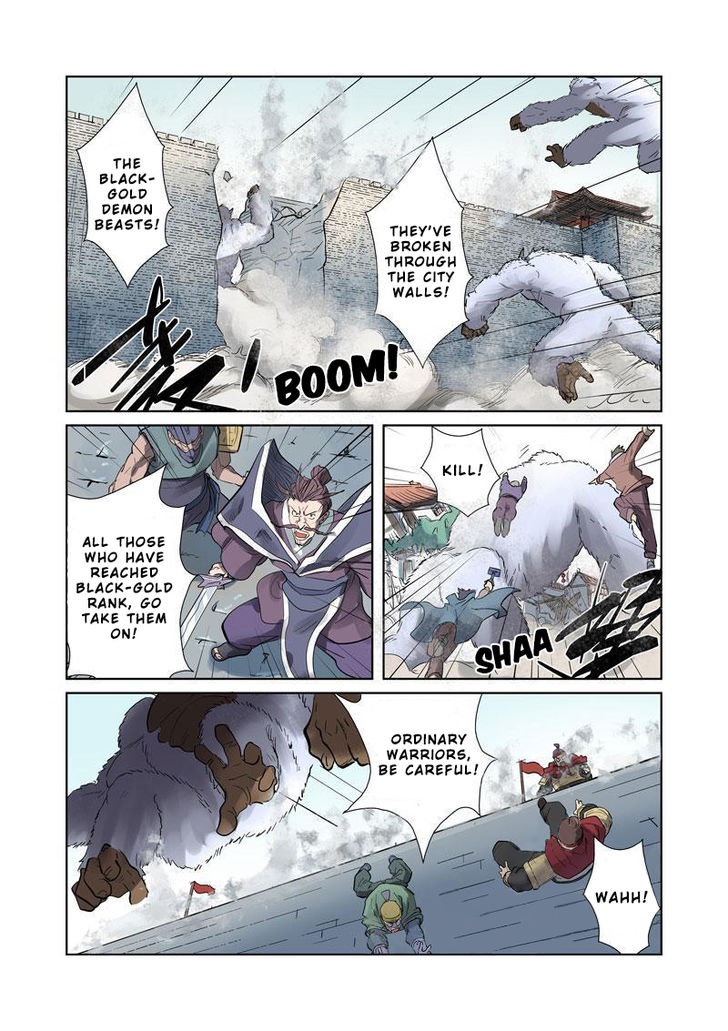 THE
BLACK-
GOLD
DEMON
BEASTS!
THEY'VE
BROKEN
THROUGH
THE CITY
WALLS!
BOOM!
ALL THOSE
WHO HAVE
REACHED
BLACK-GOLD
RANK, GO
TAKE THEM
ON!
KILL!
SHAA
ORDINARY
WARRIORS,
BE CAREFUL!
WAHH!